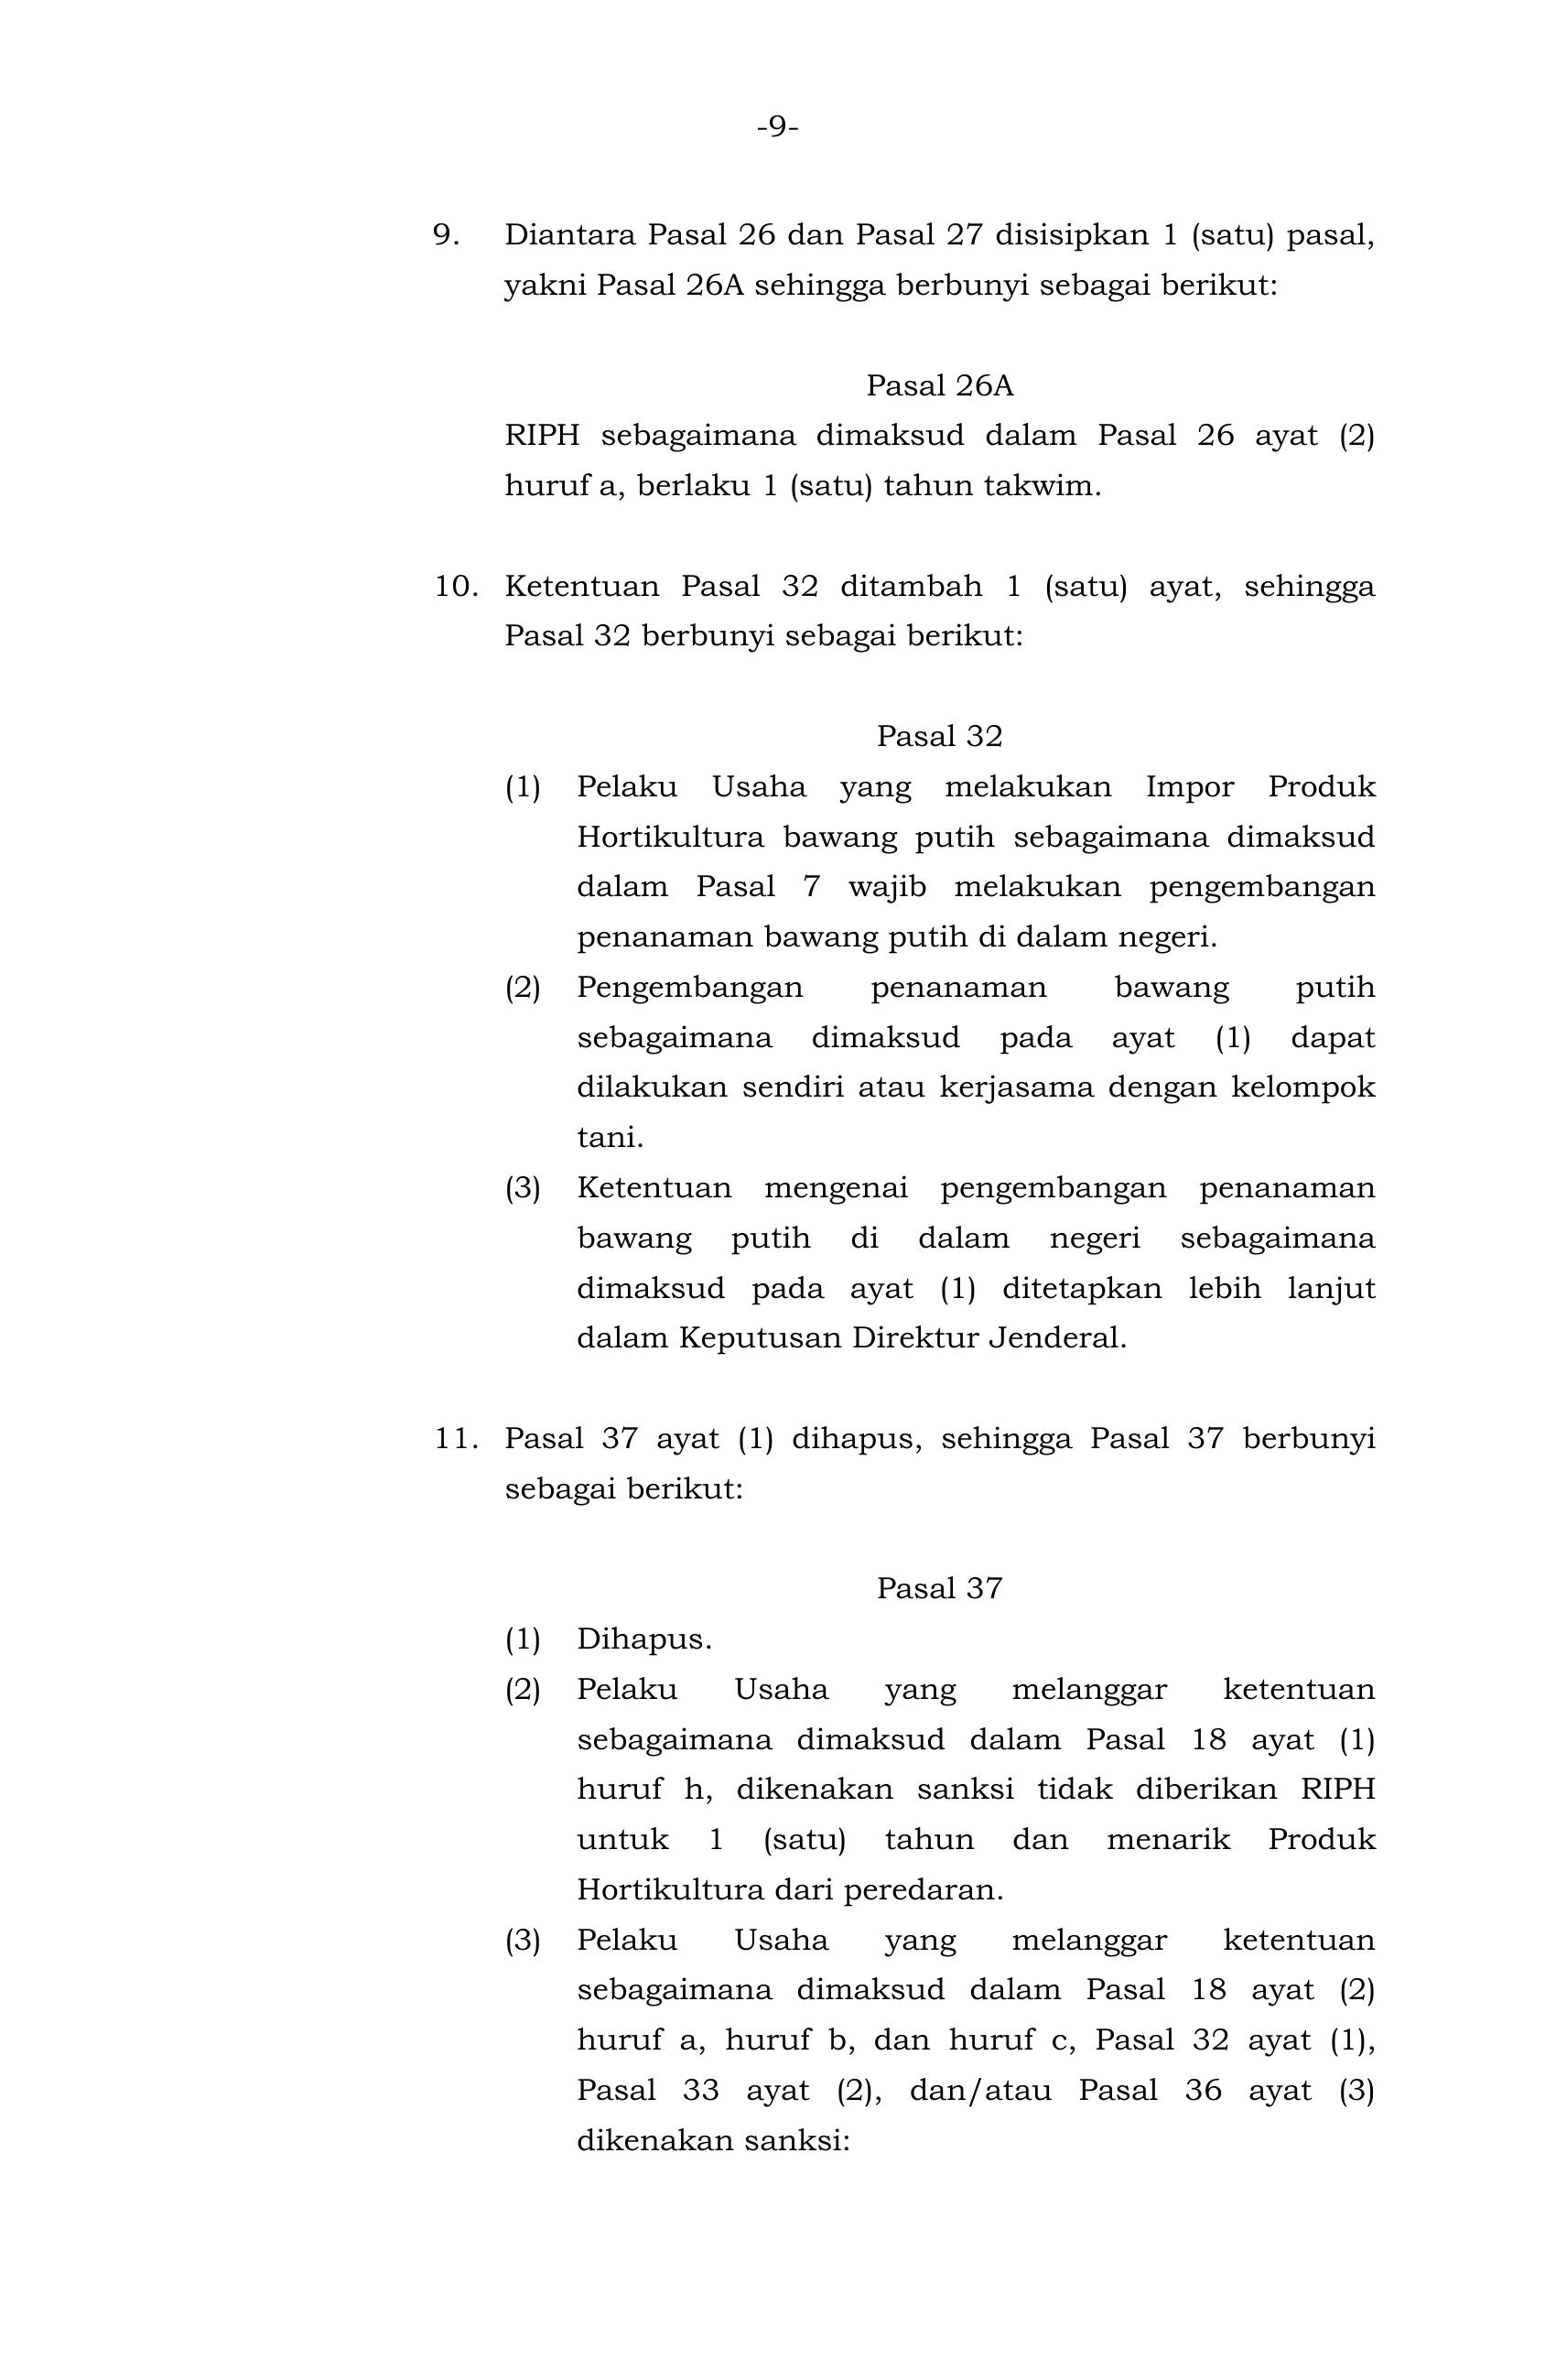 -9-
9. Diantara Pasal 26 dan Pasal 27 disisipkan 1 (satu) pasal,
yakni Pasal 26A sehingga berbunyi sebagai berikut:
Pasal 26A
RIPH sebagaimana dimaksud dalam Pasal 26 ayat (2)
huruf a, berlaku 1 (satu) tahun takwim.
10. Ketentuan Pasal 32 ditambah 1 (satu) ayat, sehingga
Pasal 32 berbunyi sebagai berikut:
Pasal 32
(1) Pelaku Usaha yang melakukan Impor Produk
Hortikultura bawang putih sebagaimana dimaksud
dalam Pasal 7 wajib melakukan pengembangan
penanaman bawang putih di dalam negeri.
(2) Pengembangan penanaman bawang putih
sebagaimana dimaksud pada ayat (1) dapat
dilakukan sendiri atau kerjasama dengan kelompok
tani.
(3) Ketentuan mengenai pengembangan penanaman
bawang putih di dalam negeri sebagaimana
dimaksud pada ayat (1) ditetapkan lebih lanjut
dalam Keputusan Direktur Jenderal.
11. Pasal 37 ayat (1) dihapus, sehingga Pasal 37 berbunyi
sebagai berikut:
Pasal 37
(1) Dihapus.
(2) Pelaku Usaha yang melanggar ketentuan
sebagaimana dimaksud dalam Pasal 18 ayat (1)
huruf h, dikenakan sanksi tidak diberikan RIPH
untuk 1 (satu) tahun dan menarik Produk
Hortikultura dari peredaran.
(3) Pelaku Usaha yang melanggar ketentuan
sebagaimana dimaksud dalam Pasal 18 ayat (2)
huruf a, huruf b, dan huruf c, Pasal 32 ayat (1),
Pasal 33 ayat (2), dan/atau Pasal 36 ayat (3)
dikenakan sanksi: